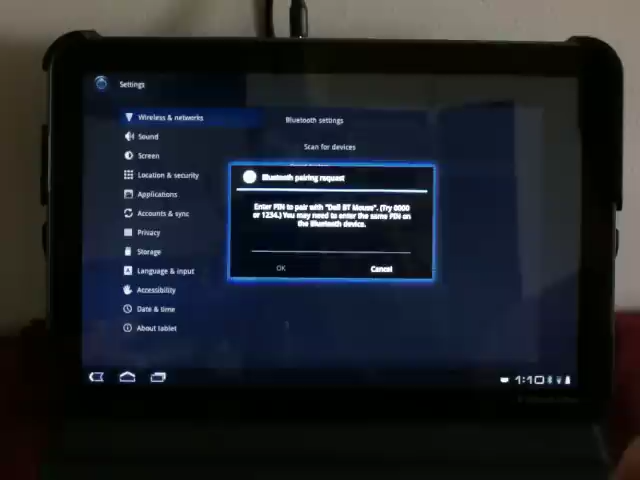 Settings
Wireless & networks
Sound
Screen
Location & security
Applications
Accounts & sync
Privacy
Storage
Language & input
Accessibility
Date & time
About tablet
Bluetooth settings
Scan for devices
Bluetooth pairing request
Enter PIN to pair with "Dell BT Mouse". (Try 0000
or 1234.) You may need to enter the same PIN on
the Bluetooth device.
OK
Cancel